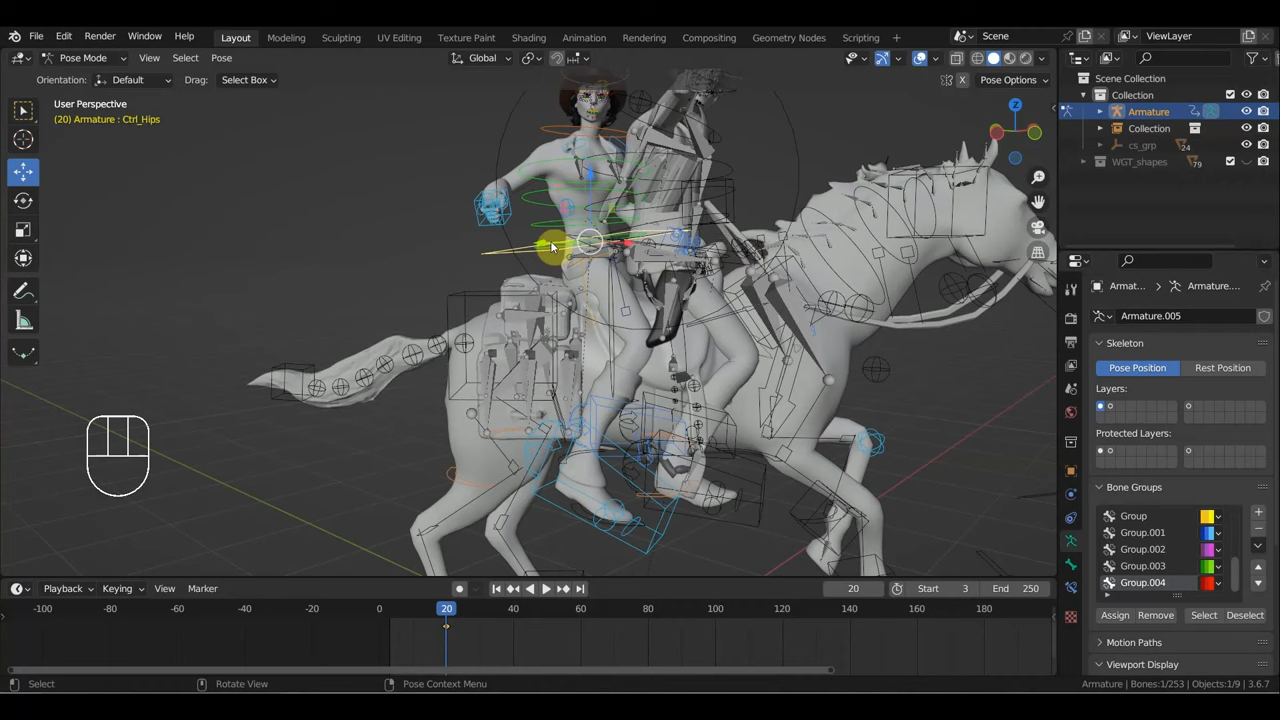 File Edit Render Window Help Layout Modeling Sculpting UV Editing Texture Paint Shading Animation Rendering Compositing Geometry Nodes Scripting Scene ViewLayer
Pose Mode View Select Pose Global
Orientation: Default Drag: Select Box X Pose Options
User Perspective
(20) Armature : Ctrl_Hips
Z
Scene Collection
Collection
Armature
Collection
cs_grp 24
WGT_shapes 79
Armat... Armature....
Armature.005
Skeleton
Pose Position Rest Position
Layers:
Protected Layers:
Bone Groups
Group
Group.001
Group.002
Group.003
Group.004
Assign Remove Select Deselect
Motion Paths
Viewport Display
Playback Keying View Marker 20 Start 3 End 250
-100 -80 -60 -40 -20 0 20 40 60 80 100 120 140 160 180
Select Rotate View Pose Context Menu Armature | Bones:1/253 | Objects:1/9 | 3.6.7